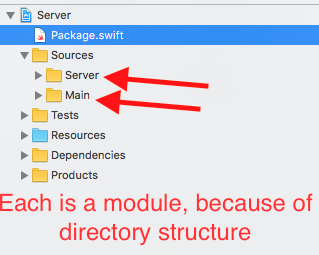 Server
Package.swift
Sources
Server
Main
Tests
Resources
Dependencies
Products
Each is a module, because of
directory structure